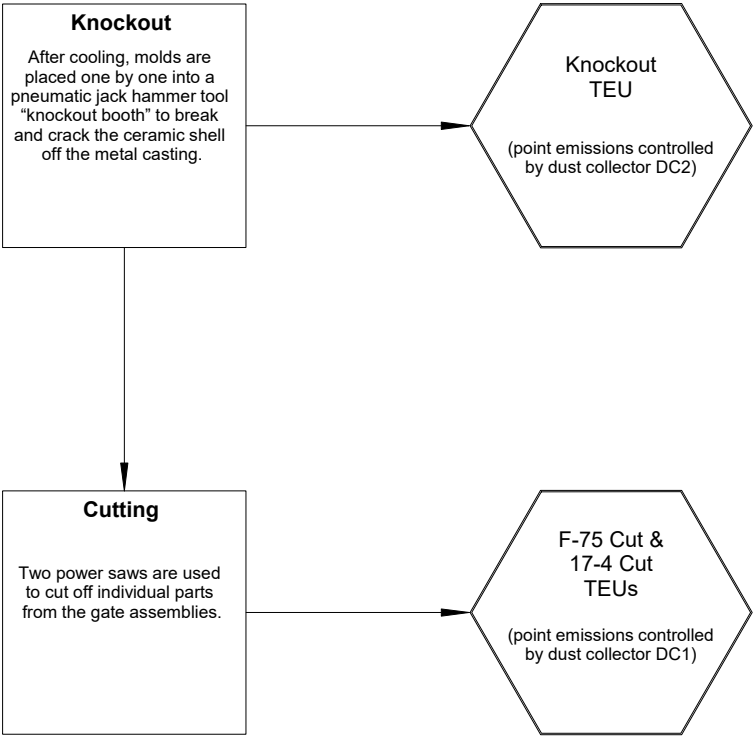 Knockout
After cooling, molds are
placed one by one into a
pneumatic jack hammer tool
“knockout booth” to break
and crack the ceramic shell
off the metal casting.
Knockout
TEU
(point emissions controlled
by dust collector DC2)
Cutting
Two power saws are used
to cut off individual parts
from the gate assemblies.
F-75 Cut &
17-4 Cut
TEUs
(point emissions controlled
by dust collector DC1)